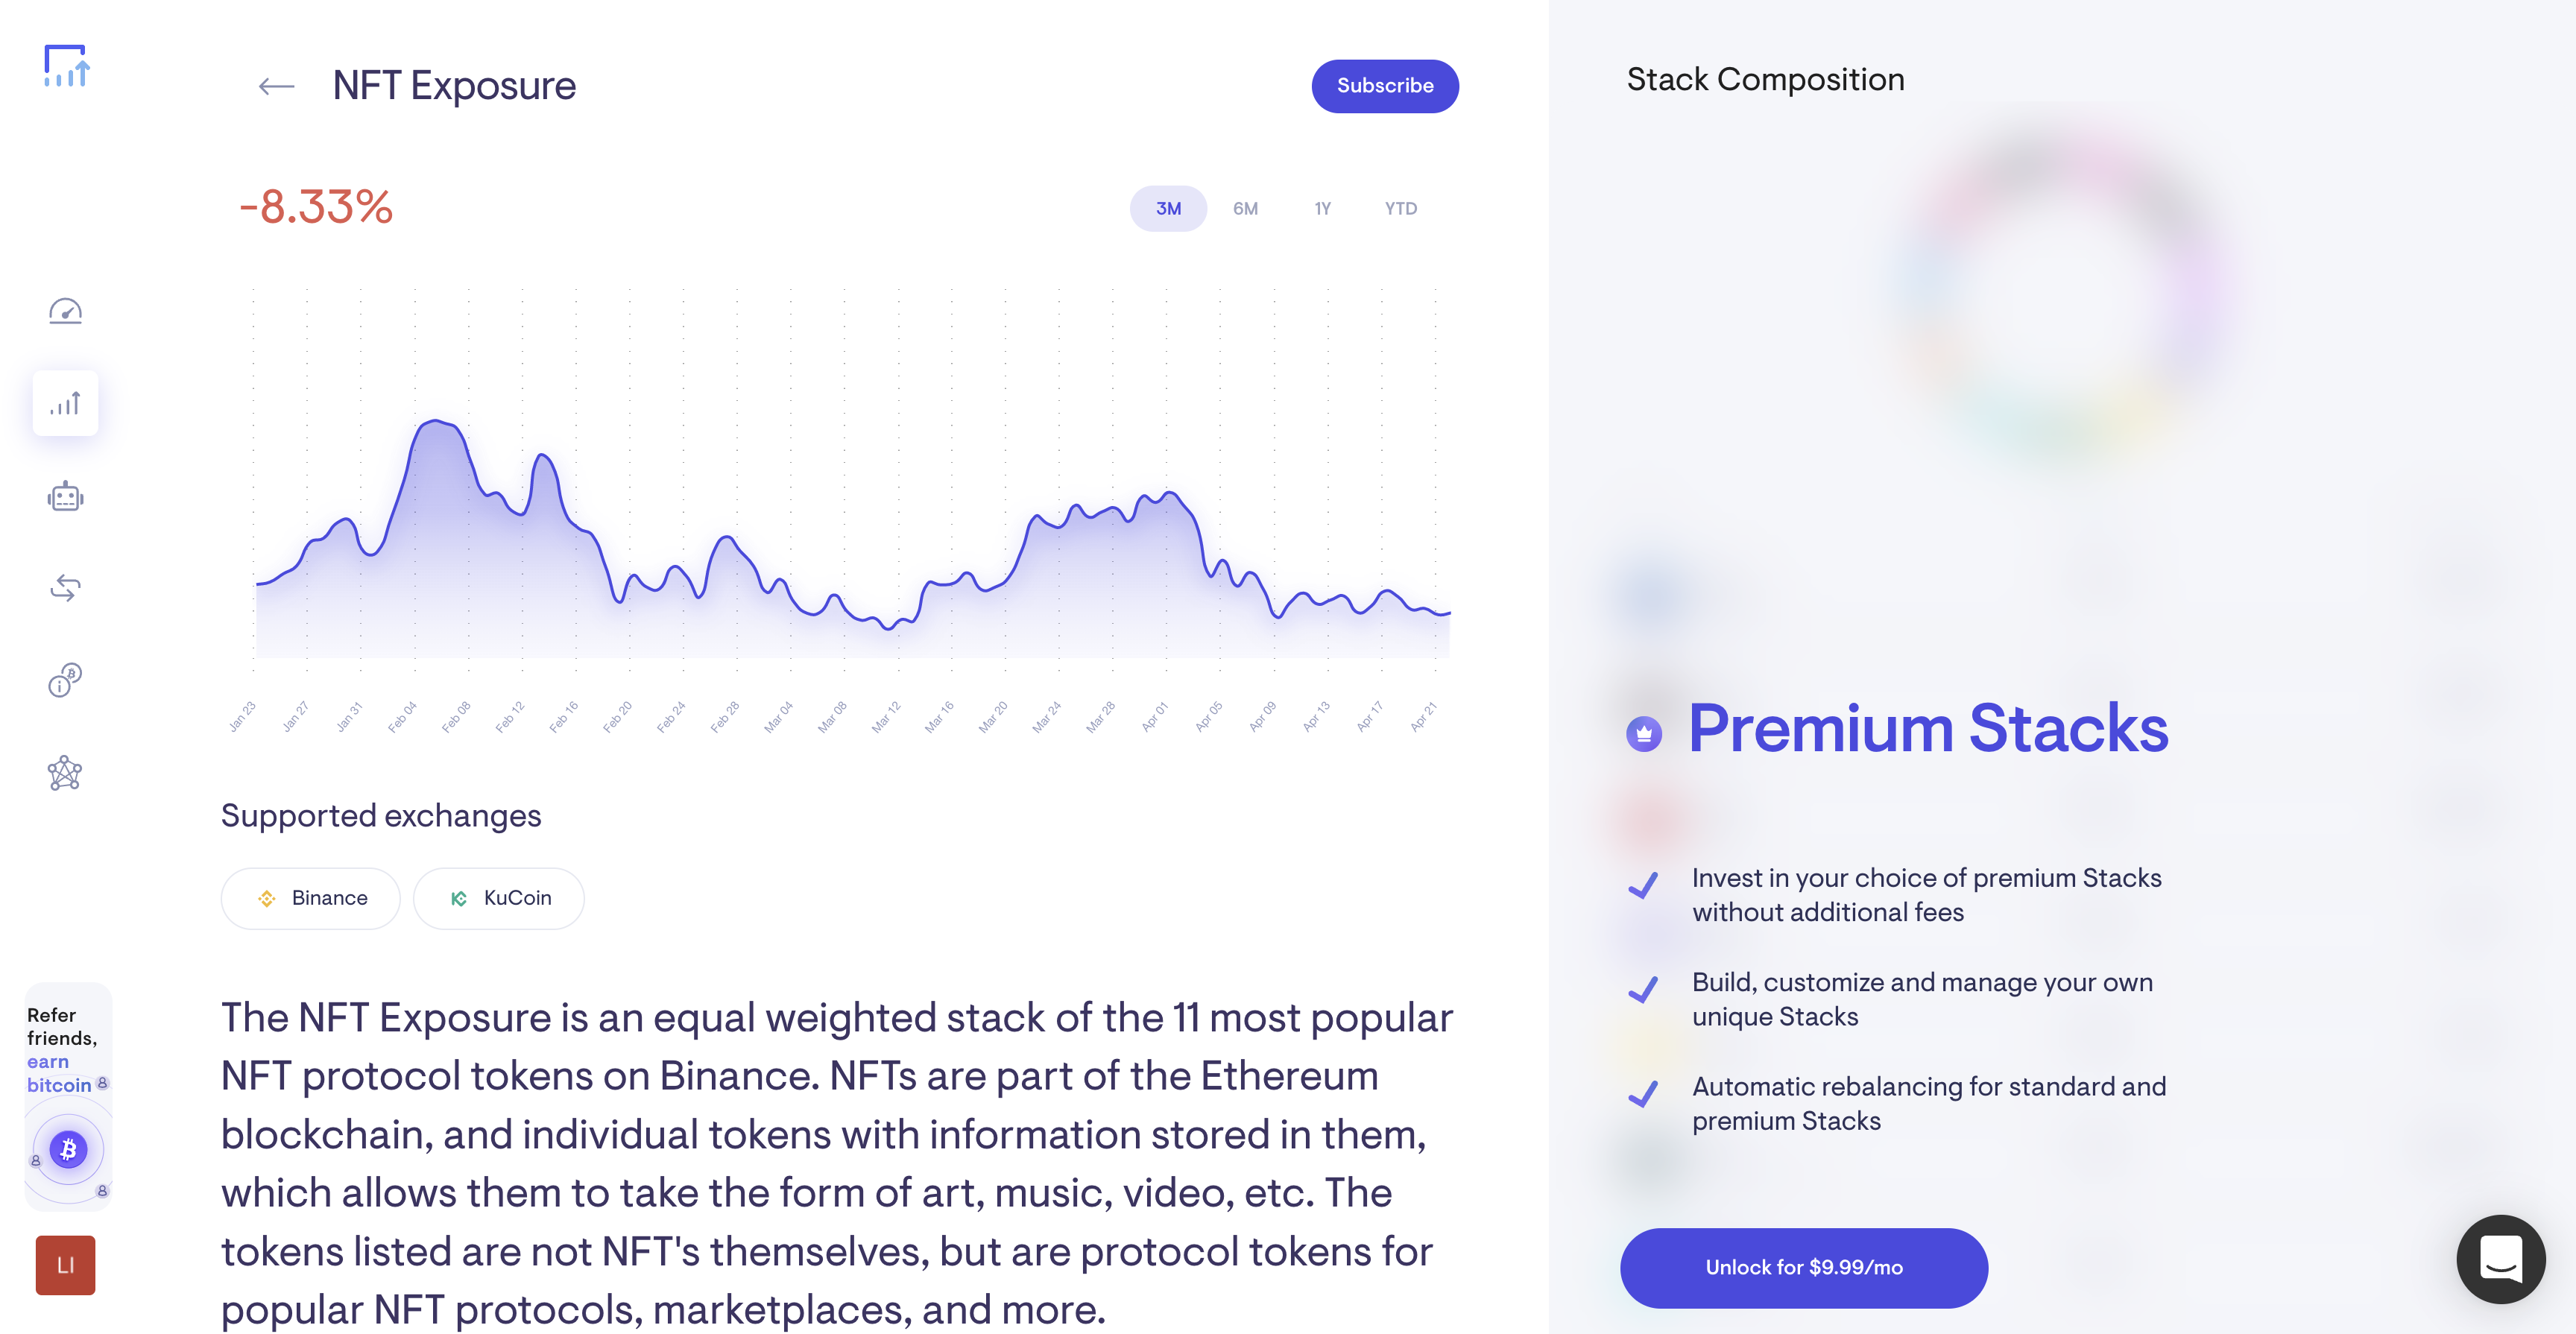 NFT Exposure
Subscribe
-8.33%
3M
6M
1Y
YTD
Jan 23
Jan 27
Jan 31
Feb 04
Feb 08
Feb 12
Feb 16
Feb 20
Feb 24
Feb 28
Mar 04
Mar 08
Mar 12
Mar 16
Mar 20
Mar 24
Mar 28
Apr 01
Apr 05
Apr 09
Apr 13
Apr 17
Apr 21
Supported exchanges
Binance
KuCoin
The NFT Exposure is an equal weighted stack of the 11 most popular
NFT protocol tokens on Binance. NFTs are part of the Ethereum
blockchain, and individual tokens with information stored in them,
which allows them to take the form of art, music, video, etc. The
tokens listed are not NFT's themselves, but are protocol tokens for
popular NFT protocols, marketplaces, and more.
Refer
friends,
earn
bitcoin
LI
Stack Composition
Premium Stacks
Invest in your choice of premium Stacks
without additional fees
Build, customize and manage your own
unique Stacks
Automatic rebalancing for standard and
premium Stacks
Unlock for $9.99/mo